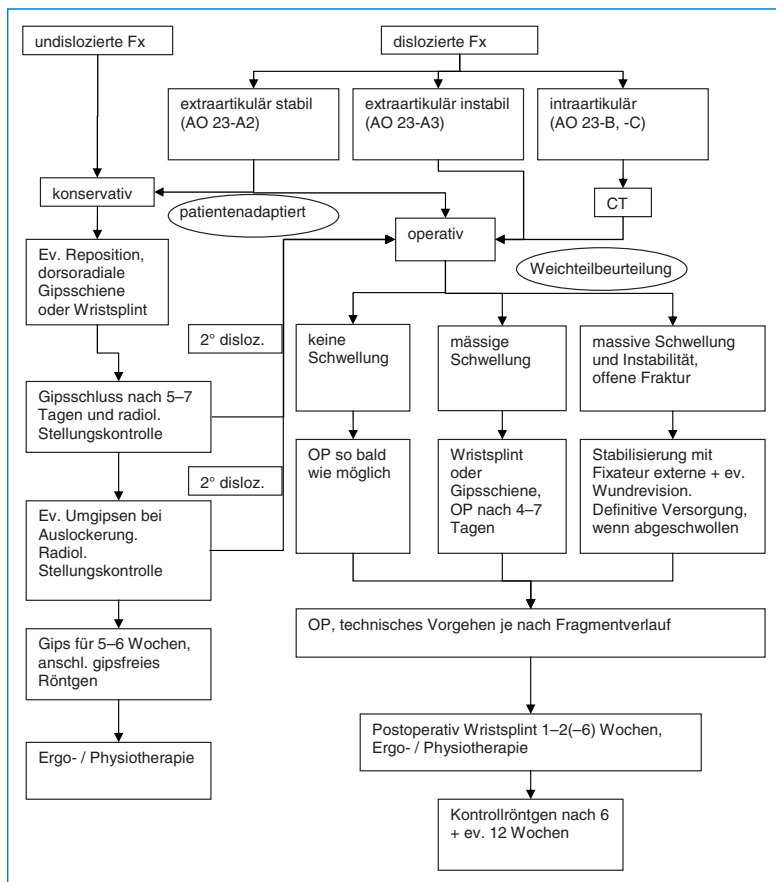 undislozierte Fx
dislozierte Fx
extraartikulär stabil
(AO 23-A2)
extraartikulär instabil
(AO 23-A3)
intraartikulär
(AO 23-B, -C)
konservativ
patientenadaptiert
CT
operativ
Weichteilbeurteilung
Ev. Reposition,
dorsoradiale
Gipsschiene
oder Wristsplint
2° disloz.
keine
Schwellung
mässige
Schwellung
massive Schwellung
und Instabilität,
offene Fraktur
Gipsschluss nach 5–7
Tagen und radiol.
Stellungskontrolle
2° disloz.
OP so bald
wie möglich
Wristsplint
oder
Gipsschiene,
OP nach 4–7
Tagen
Stabilisierung mit
Fixateur externe + ev.
Wundrevision.
Definitive Versorgung,
wenn abgeschwollen
Ev. Umgipsen bei
Auslockerung.
Radiol.
Stellungskontrolle
OP, technisches Vorgehen je nach Fragmentverlauf
Gips für 5–6 Wochen,
anschl. gipsfreies
Röntgen
Postoperativ Wristsplint 1–2(–6) Wochen,
Ergo- / Physiotherapie
Ergo- / Physiotherapie
Kontrollröntgen nach 6
+ ev. 12 Wochen